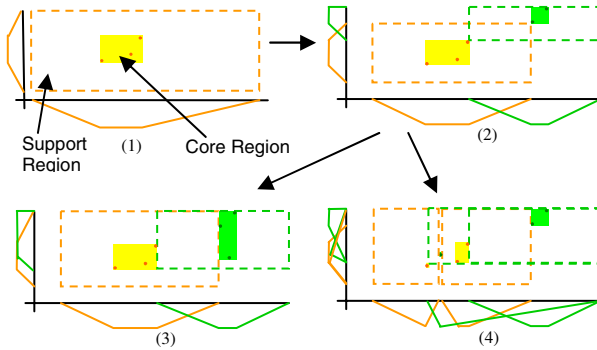 Support
Region
(1)
Core Region
(2)
(3)
(4)